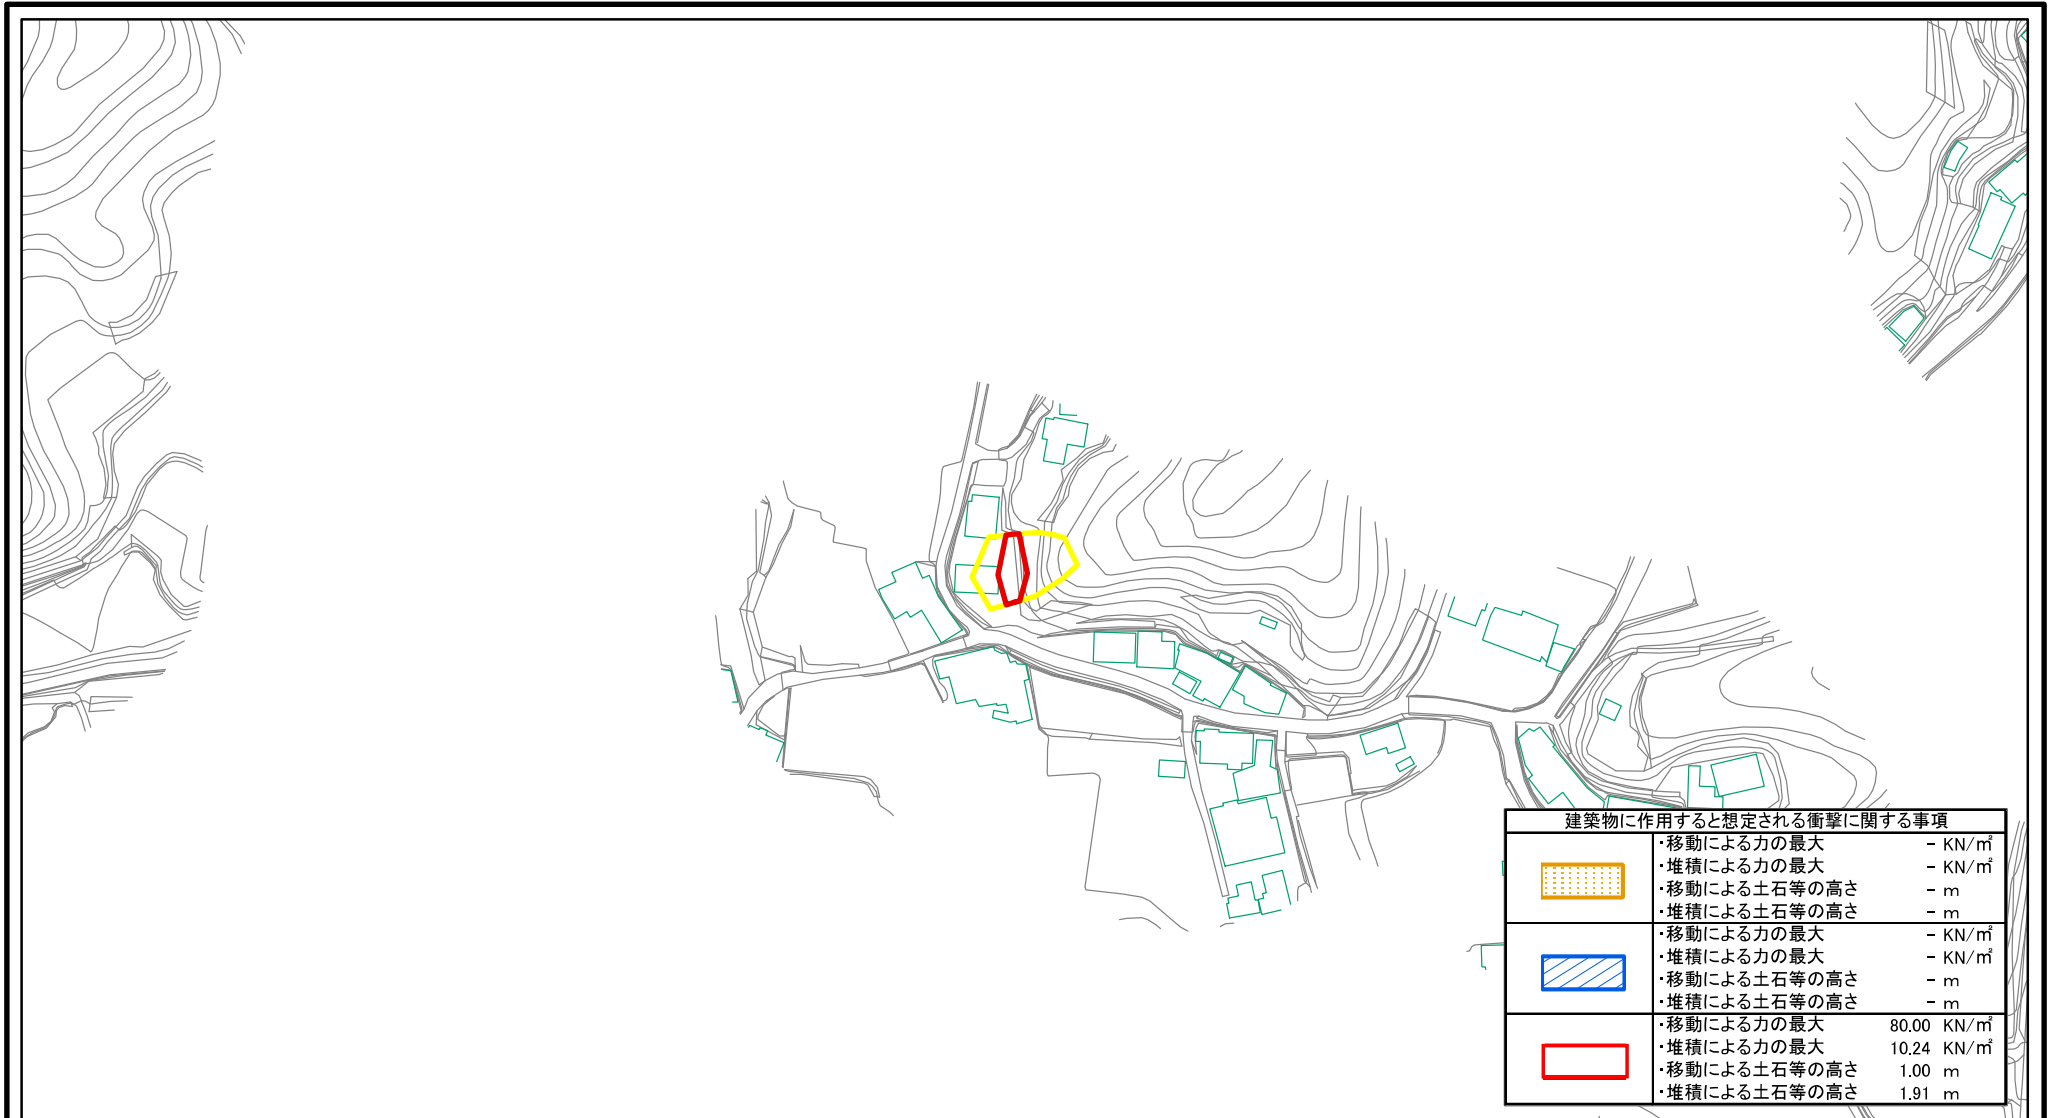 建築物に作用すると想定される衝撃に関する事項
・移動による力の最大 - KN/㎡
・堆積による力の最大 - KN/㎡
・移動による土石等の高さ - m
・堆積による土石等の高さ - m
・移動による力の最大 - KN/㎡
・堆積による力の最大 - KN/㎡
・移動による土石等の高さ - m
・堆積による土石等の高さ - m
・移動による力の最大 80.00 KN/㎡
・堆積による力の最大 10.24 KN/㎡
・移動による土石等の高さ 1.00 m
・堆積による土石等の高さ 1.91 m